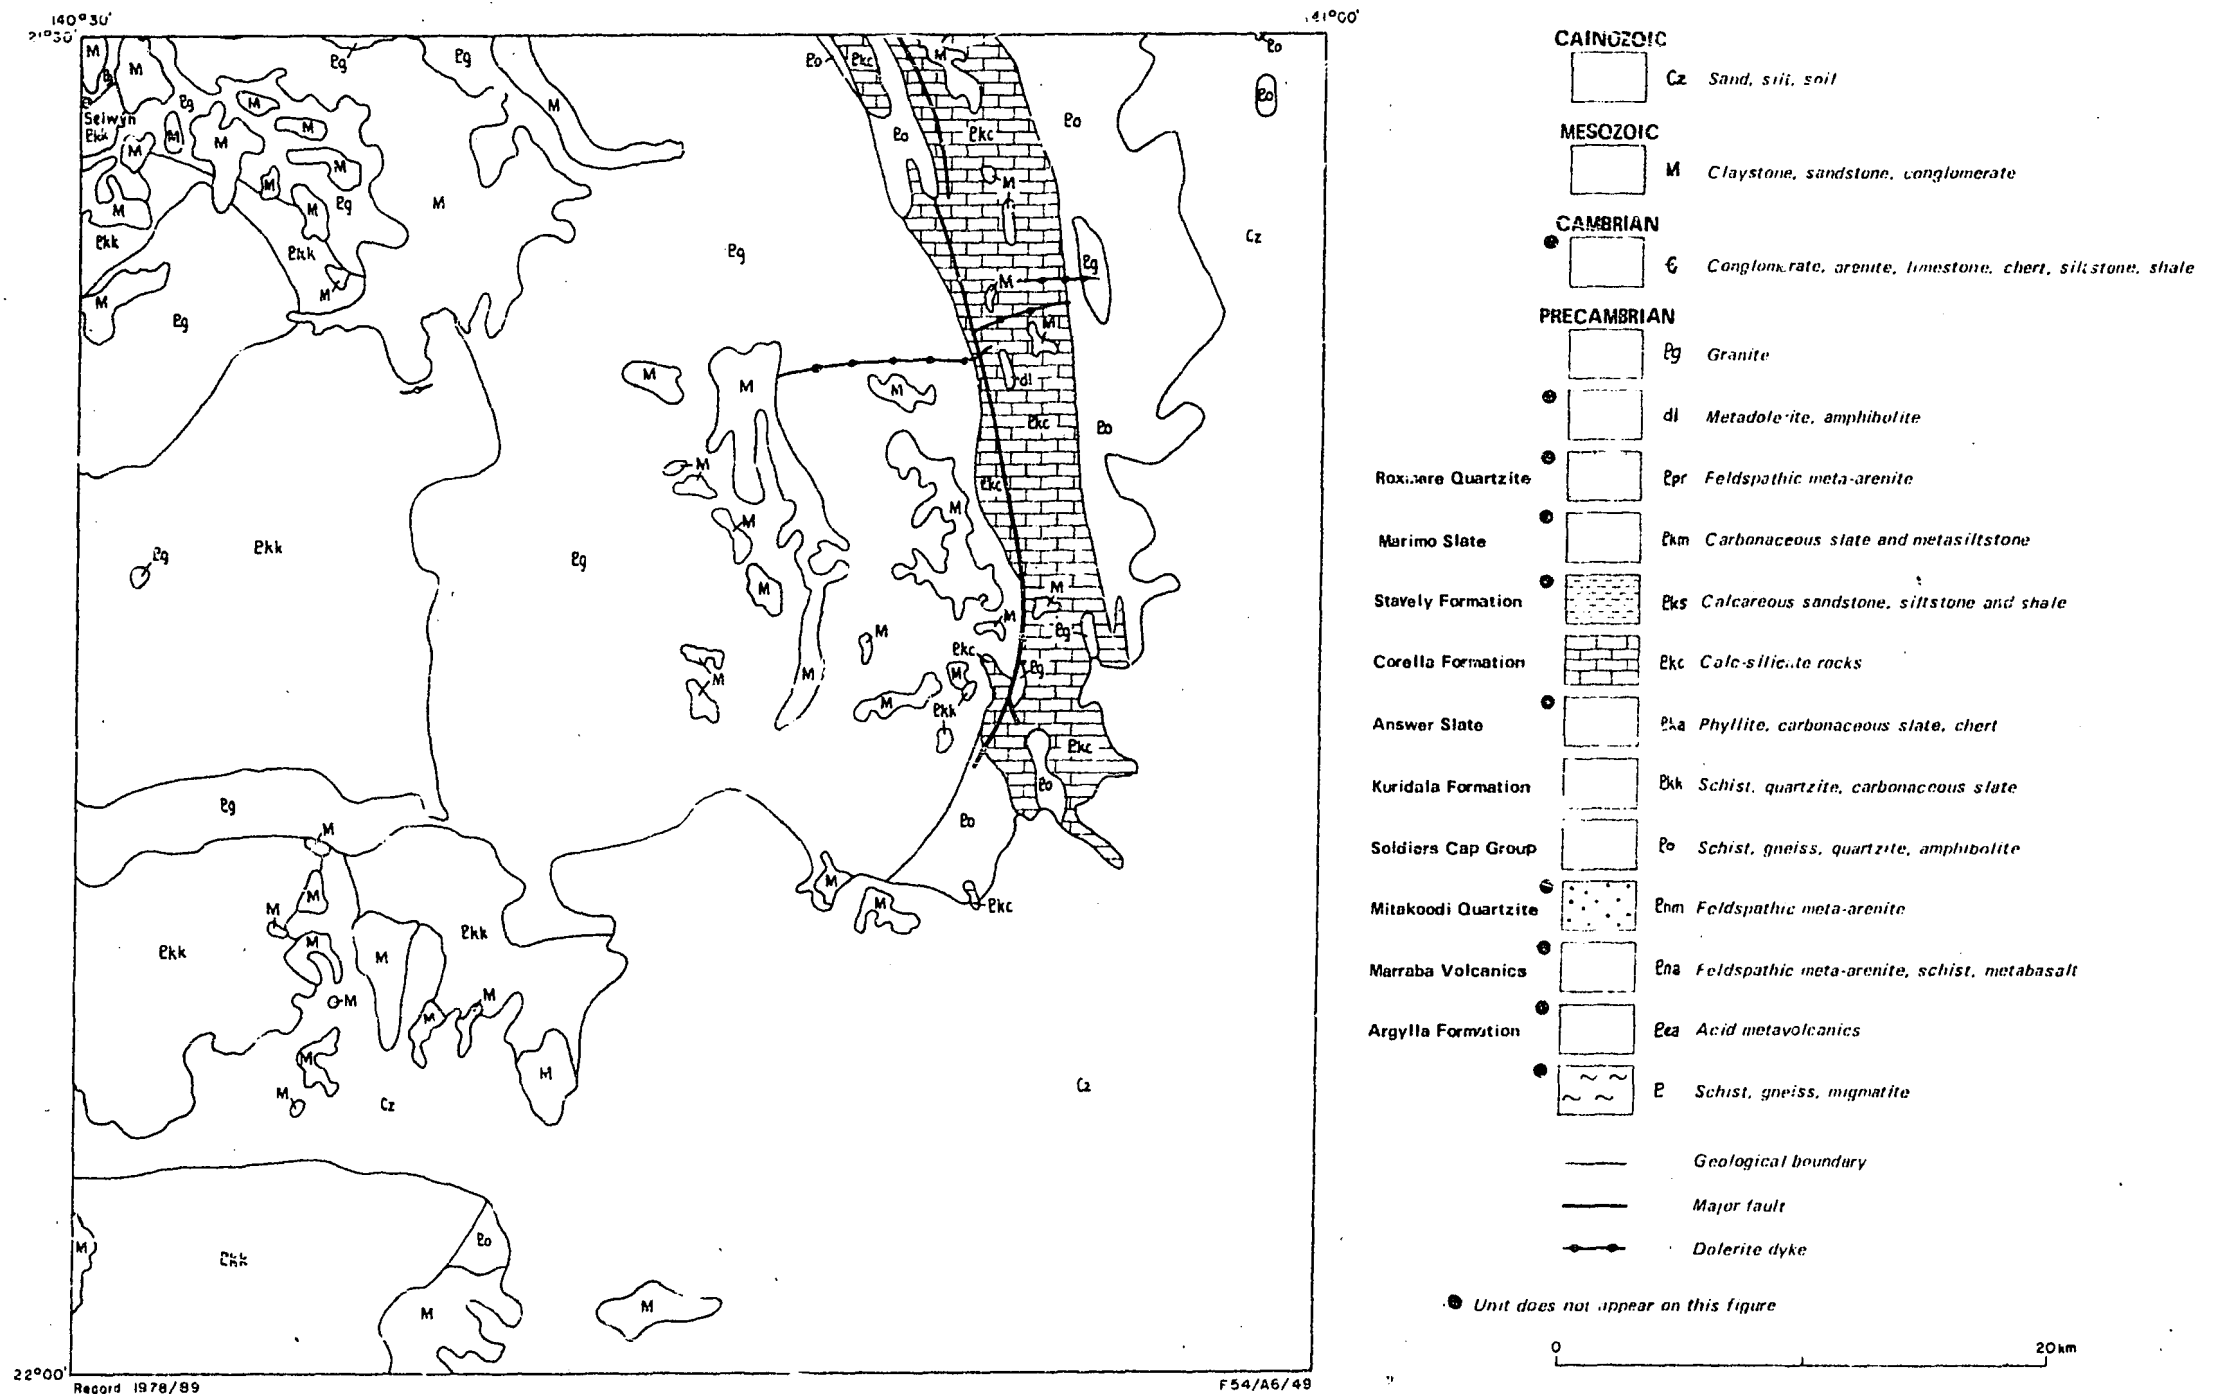 140°30'
21°30'
141°00'
Selwyn
M
Pg
Pkk
Po
Pkc
Cz
dl
22°00'
Record 1978/89
F54/A6/49
CAINOZOIC
Cz Sand, silt, soil
MESOZOIC
M Claystone, sandstone, conglomerate
CAMBRIAN
Є Conglomerate, arenite, limestone, chert, siltstone, shale
PRECAMBRIAN
Pg Granite
dl Metadolerite, amphibolite
Roxmere Quartzite Ppr Feldspathic meta-arenite
Marimo Slate Pkm Carbonaceous slate and metasiltstone
Stavely Formation Pks Calcareous sandstone, siltstone and shale
Corella Formation Pkc Calc-silicate rocks
Answer Slate Pka Phyllite, carbonaceous slate, chert
Kuridala Formation Pkk Schist, quartzite, carbonaceous slate
Soldiers Cap Group Po Schist, gneiss, quartzite, amphibolite
Mitakoodi Quartzite Pnm Feldspathic meta-arenite
Marraba Volcanics Pna Feldspathic meta-arenite, schist, metabasalt
Argylla Formation Pea Acid metavolcanics
P Schist, gneiss, migmatite
Geological boundary
Major fault
Dolerite dyke
Unit does not appear on this figure
0 20 km